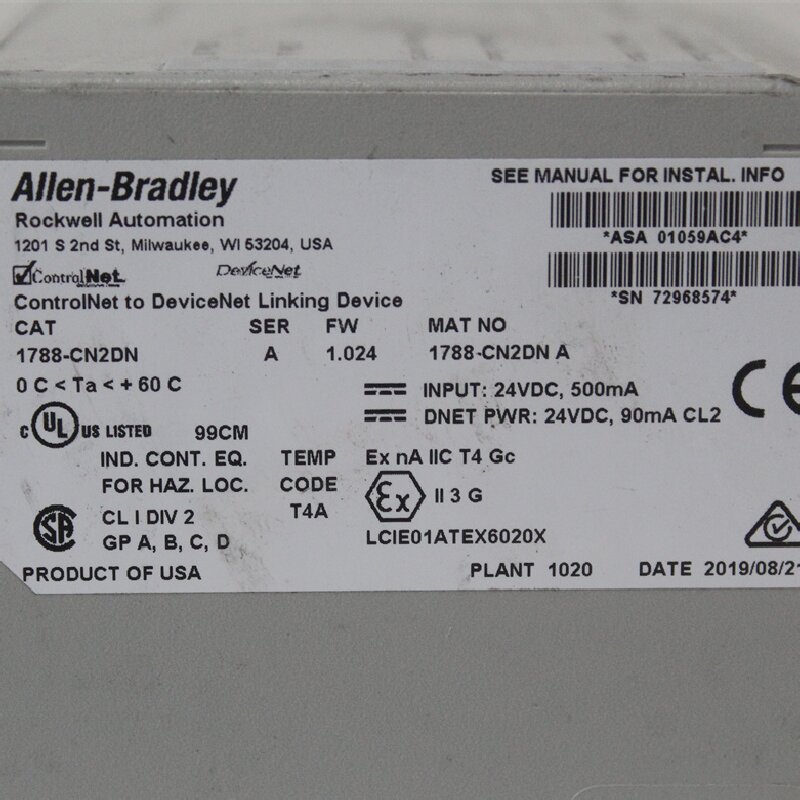 Allen-Bradley
SEE MANUAL FOR INSTAL. INFO
Rockwell Automation
1201 S 2nd St, Milwaukee, WI 53204, USA
*ASA 01059AC4*
ControlNet DeviceNet
*SN 72968574*
ControlNet to DeviceNet Linking Device
CAT SER FW MAT NO
1788-CN2DN A 1.024 1788-CN2DN A
0 C < Ta < + 60 C
INPUT: 24VDC, 500mA
DNET PWR: 24VDC, 90mA CL2
CE
c UL US LISTED 99CM
IND. CONT. EQ. TEMP Ex nA IIC T4 Gc
FOR HAZ. LOC. CODE
Ex II 3 G
T4A
SA CL I DIV 2
GP A, B, C, D LCIE01ATEX6020X
PRODUCT OF USA PLANT 1020 DATE 2019/08/21